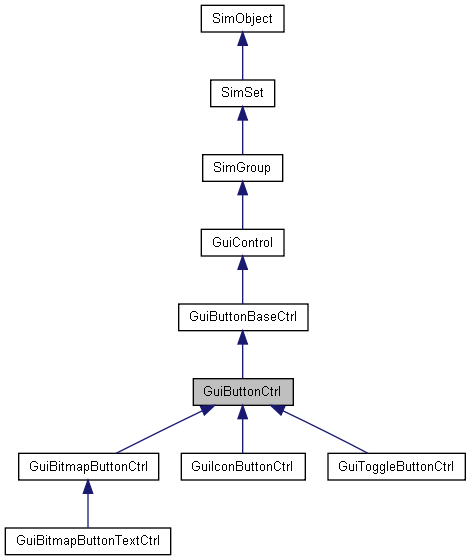 SimObject
SimSet
SimGroup
GuiControl
GuiButtonBaseCtrl
GuiButtonCtrl
GuiBitmapButtonCtrl
GuiIconButtonCtrl
GuiToggleButtonCtrl
GuiBitmapButtonTextCtrl